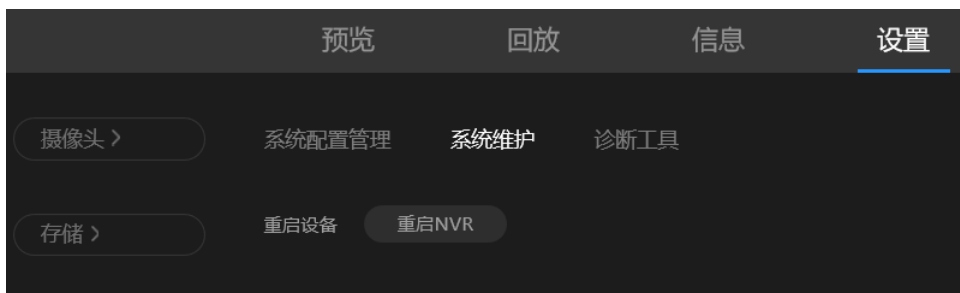 预览 回放 信息 设置
摄像头 > 系统配置管理 系统维护 诊断工具
存储 > 重启设备 重启NVR